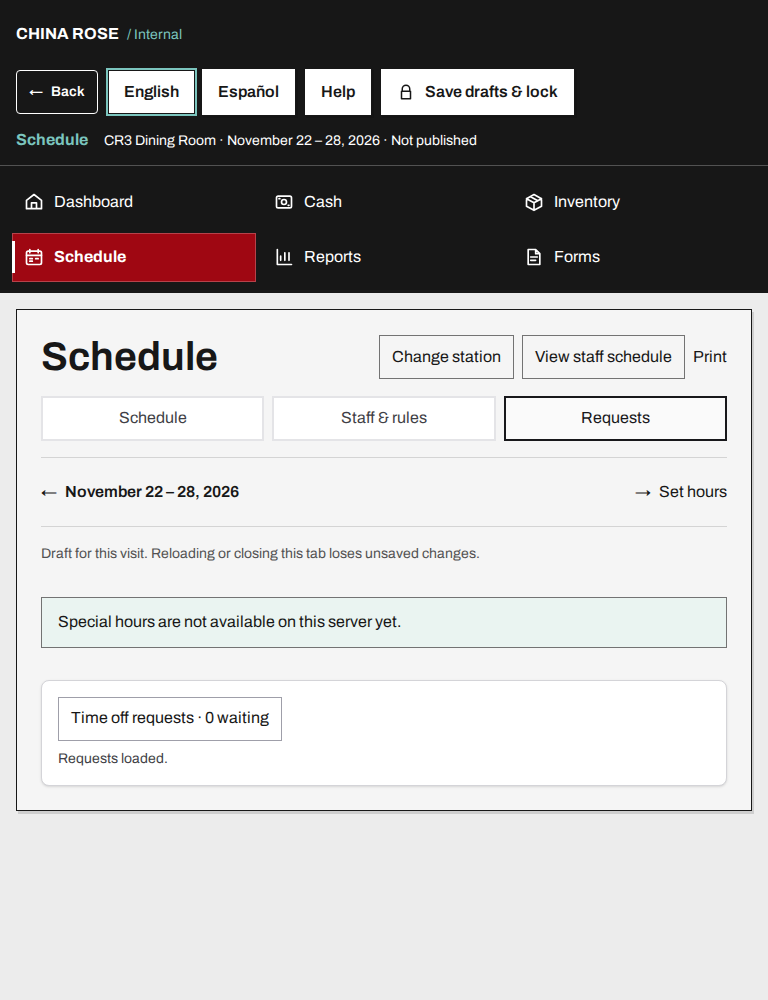 CHINA ROSE / Internal
← Back English Español Help Save drafts & lock
Schedule CR3 Dining Room · November 22 – 28, 2026 · Not published
Dashboard Cash Inventory
Schedule Reports Forms
Schedule Change station View staff schedule Print
Schedule Staff & rules Requests
← November 22 – 28, 2026 → Set hours
Draft for this visit. Reloading or closing this tab loses unsaved changes.
Special hours are not available on this server yet.
Time off requests · 0 waiting
Requests loaded.